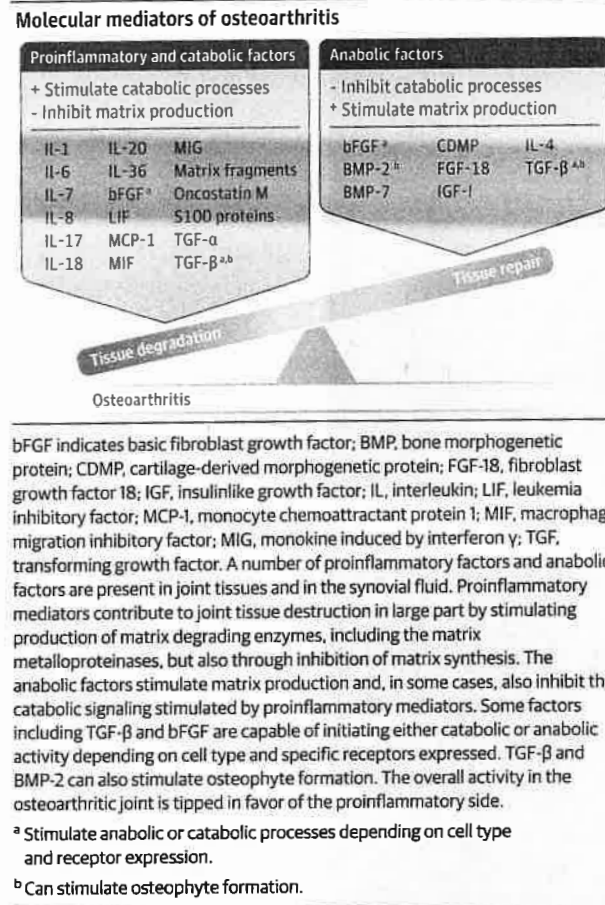 Molecular mediators of osteoarthritis
Proinflammatory and catabolic factors
+ Stimulate catabolic processes
- Inhibit matrix production
IL-1 IL-20 MIG
IL-6 IL-36 Matrix fragments
IL-7 bFGFᵃ Oncostatin M
IL-8 LIF S100 proteins
IL-17 MCP-1 TGF-α
IL-18 MIF TGF-βᵃ,ᵇ
Anabolic factors
- Inhibit catabolic processes
+ Stimulate matrix production
bFGFᵃ CDMP IL-4
BMP-2ᵇ FGF-18 TGF-βᵃ,ᵇ
BMP-7 IGF-I
Tissue degradation
Tissue repair
Osteoarthritis
bFGF indicates basic fibroblast growth factor; BMP, bone morphogenetic
protein; CDMP, cartilage-derived morphogenetic protein; FGF-18, fibroblast
growth factor 18; IGF, insulinlike growth factor; IL, interleukin; LIF, leukemia
inhibitory factor; MCP-1, monocyte chemoattractant protein 1; MIF, macrophag
migration inhibitory factor; MIG, monokine induced by interferon γ; TGF,
transforming growth factor. A number of proinflammatory factors and anabolic
factors are present in joint tissues and in the synovial fluid. Proinflammatory
mediators contribute to joint tissue destruction in large part by stimulating
production of matrix degrading enzymes, including the matrix
metalloproteinases, but also through inhibition of matrix synthesis. The
anabolic factors stimulate matrix production and, in some cases, also inhibit th
catabolic signaling stimulated by proinflammatory mediators. Some factors
including TGF-β and bFGF are capable of initiating either catabolic or anabolic
activity depending on cell type and specific receptors expressed. TGF-β and
BMP-2 can also stimulate osteophyte formation. The overall activity in the
osteoarthritic joint is tipped in favor of the proinflammatory side.
ᵃ Stimulate anabolic or catabolic processes depending on cell type
and receptor expression.
ᵇ Can stimulate osteophyte formation.